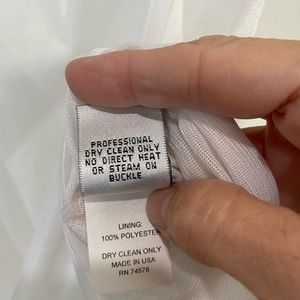 PROFESSIONAL
DRY CLEAN ONLY
NO DIRECT HEAT
OR STEAM ON
BUCKLE
LINING:
100% POLYESTER
DRY CLEAN ONLY
MADE IN USA
RN 74578